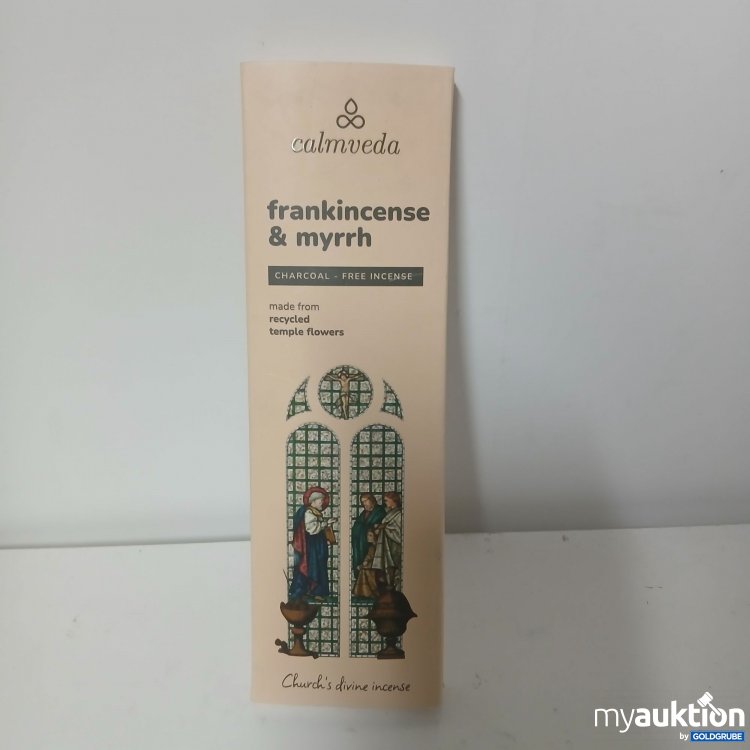 calmveda
frankincense
& myrrh
CHARCOAL - FREE INCENSE
made from
recycled
temple flowers
Church's divine incense
myauktion
by GOLDGRUBE